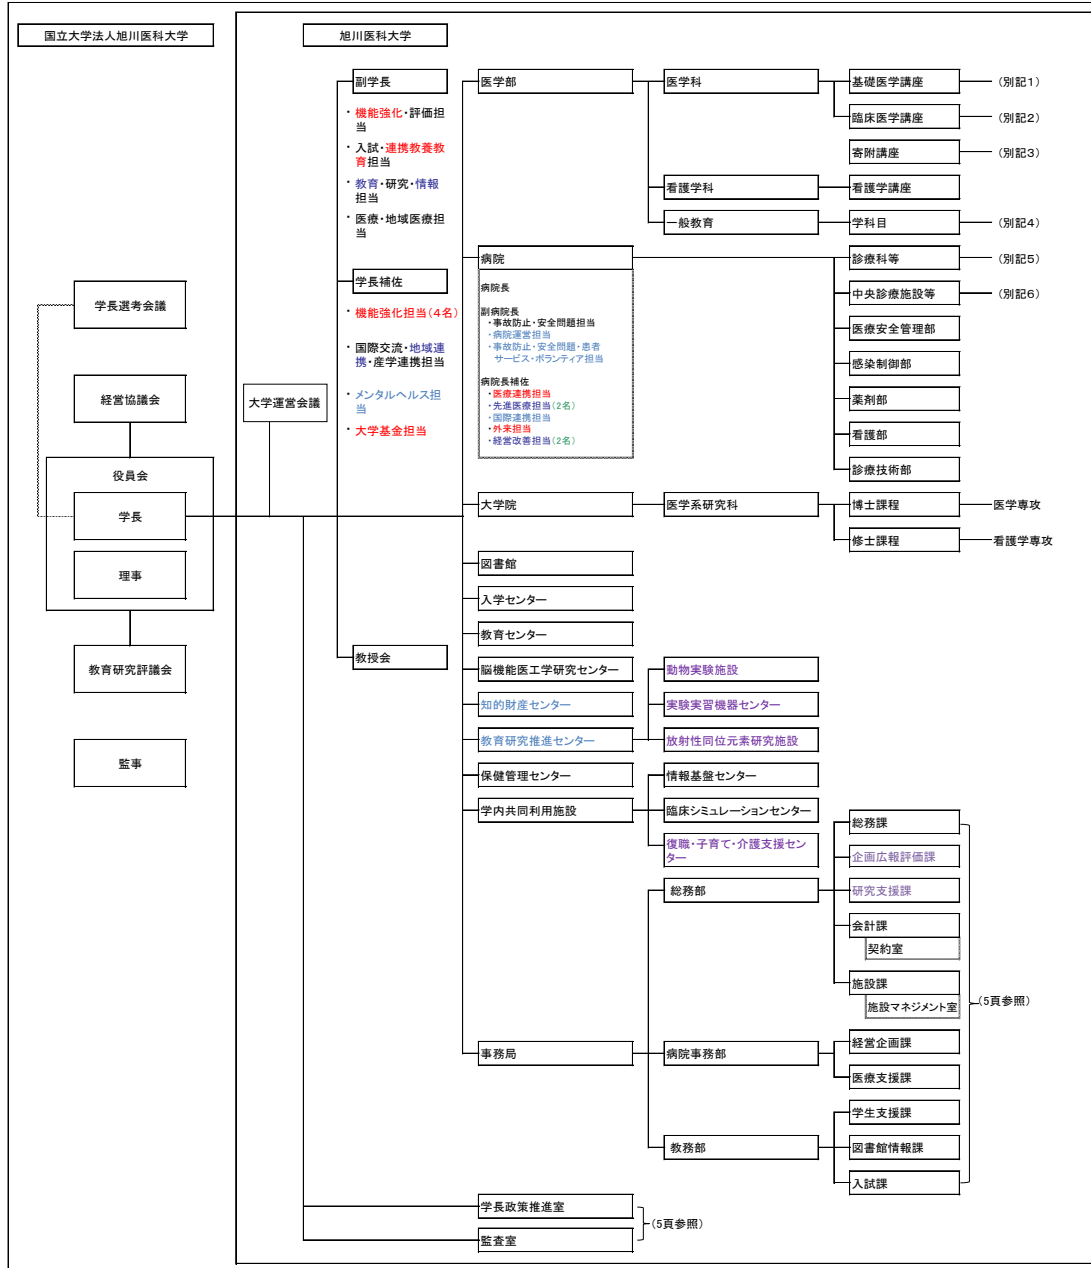 国立大学法人旭川医科大学
旭川医科大学
学長選考会議
経営協議会
役員会
学長
理事
教育研究評議会
監事
大学運営会議
副学長
・機能強化・評価担
当
・入試・連携教養教
育担当
・教育・研究・情報
担当
・医療・地域医療担
当
学長補佐
・機能強化担当(4名)
・国際交流・地域連
携・産学連携担当
・メンタルヘルス担
当
・大学基金担当
教授会
医学部
医学科
基礎医学講座
(別記1)
臨床医学講座
(別記2)
寄附講座
(別記3)
看護学科
看護学講座
一般教育
学科目
(別記4)
病院
病院長
副病院長
・事故防止・安全問題担当
・病院運営担当
・事故防止・安全問題・患者
サービス・ボランティア担当
病院長補佐
・医療連携担当
・先進医療担当(2名)
・国際連携担当
・外来担当
・経営改善担当(2名)
診療科等
(別記5)
中央診療施設等
(別記6)
医療安全管理部
感染制御部
薬剤部
看護部
診療技術部
大学院
医学系研究科
博士課程
医学専攻
修士課程
看護学専攻
図書館
入学センター
教育センター
脳機能医工学研究センター
知的財産センター
教育研究推進センター
動物実験施設
実験実習機器センター
放射性同位元素研究施設
保健管理センター
学内共同利用施設
情報基盤センター
臨床シミュレーションセンター
復職・子育て・介護支援セン
ター
事務局
総務部
総務課
企画広報評価課
研究支援課
会計課
契約室
施設課
施設マネジメント室
(5頁参照)
病院事務部
経営企画課
医療支援課
教務部
学生支援課
図書館情報課
入試課
学長政策推進室
監査室
(5頁参照)